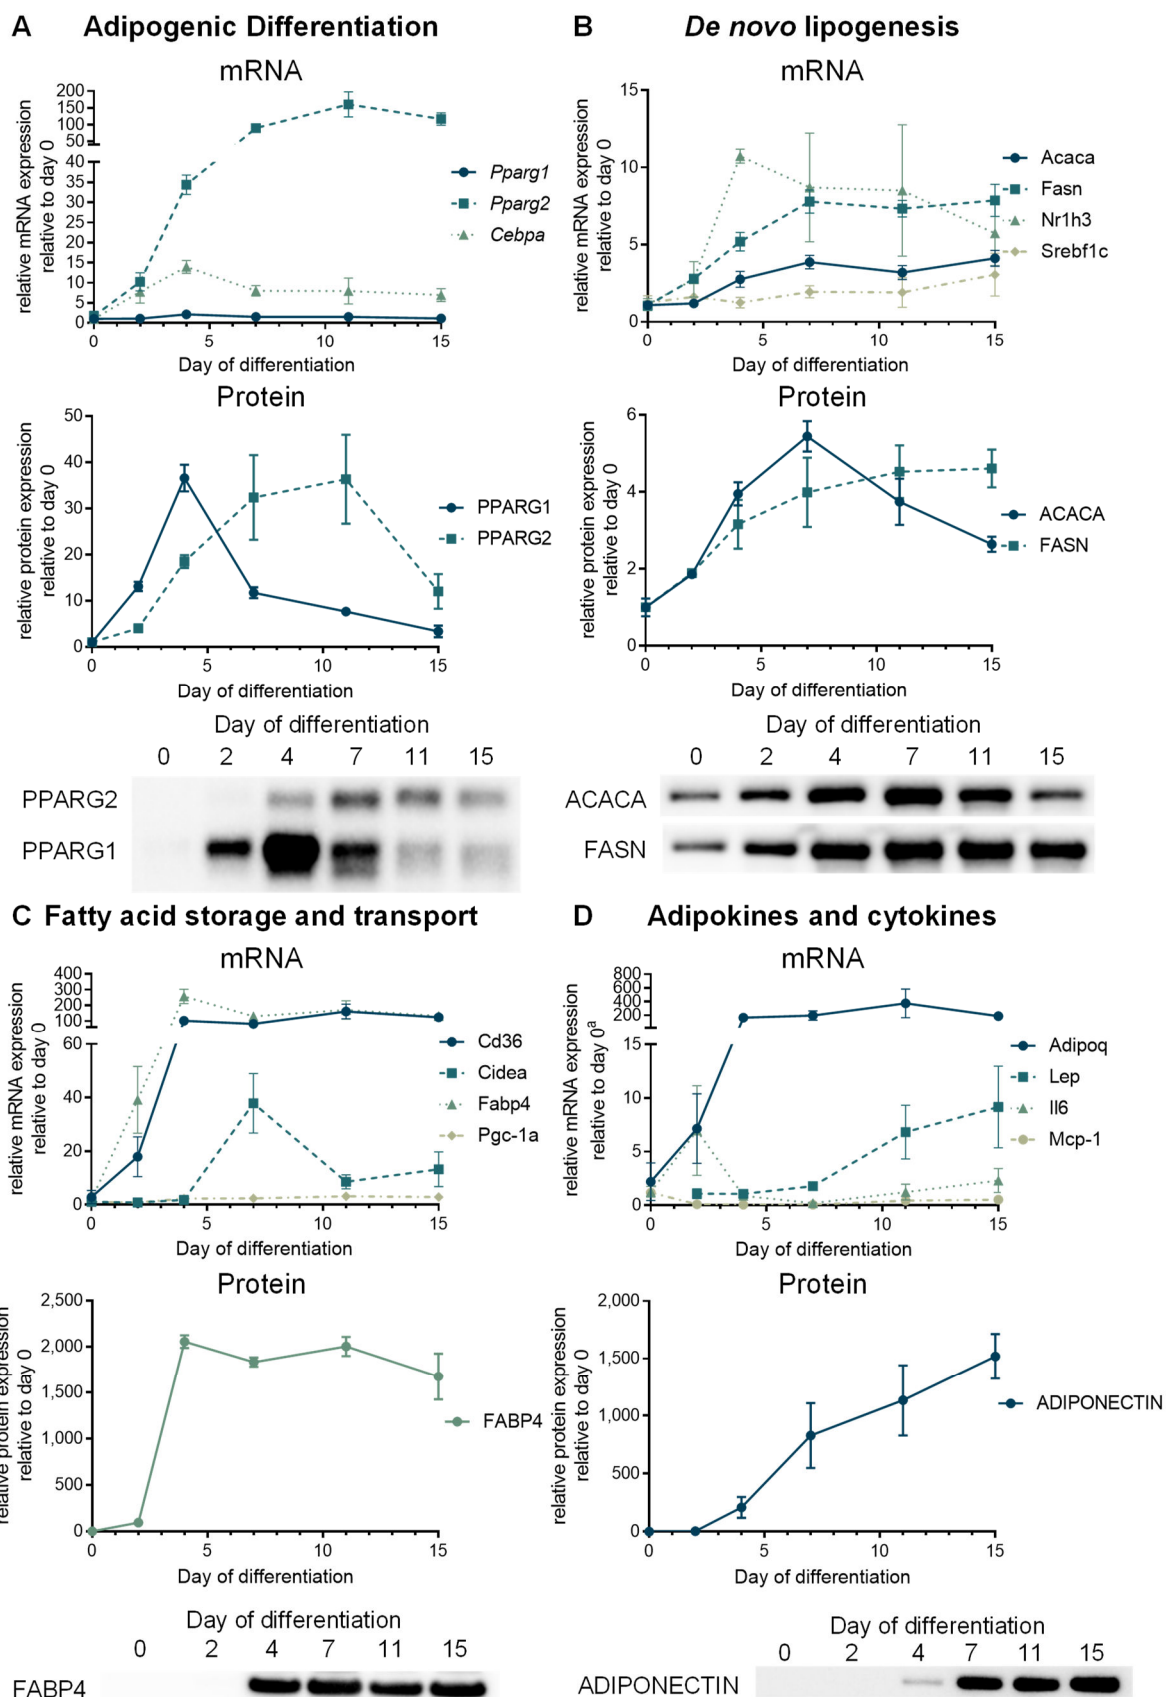 A Adipogenic Differentiation
mRNA
relative mRNA expression
relative to day 0
200
150
100
50
40
35
30
25
20
15
10
5
0
0 5 10 15
Day of differentiation
Pparg1
Pparg2
Cebpa
Protein
relative protein expression
relative to day 0
50
40
30
20
10
0
0 5 10 15
Day of differentiation
PPARG1
PPARG2
Day of differentiation
0 2 4 7 11 15
PPARG2
PPARG1
B De novo lipogenesis
mRNA
relative mRNA expression
relative to day 0
15
10
5
0
0 5 10 15
Day of differentiation
Acaca
Fasn
Nr1h3
Srebf1c
Protein
relative protein expression
relative to day 0
6
4
2
0
0 5 10 15
Day of differentiation
ACACA
FASN
Day of differentiation
0 2 4 7 11 15
ACACA
FASN
C Fatty acid storage and transport
mRNA
relative mRNA expression
relative to day 0
400
300
200
100
60
40
20
0
0 5 10 15
Day of differentiation
Cd36
Cidea
Fabp4
Pgc-1a
Protein
relative protein expression
relative to day 0
2,500
2,000
1,500
1,000
500
0
0 5 10 15
Day of differentiation
FABP4
Day of differentiation
0 2 4 7 11 15
FABP4
D Adipokines and cytokines
mRNA
relative mRNA expression
relative to day 0ª
800
600
400
200
15
10
5
0
0 5 10 15
Day of differentiation
Adipoq
Lep
Il6
Mcp-1
Protein
relative protein expression
relative to day 0
2,000
1,500
1,000
500
0
0 5 10 15
Day of differentiation
ADIPONECTIN
Day of differentiation
0 2 4 7 11 15
ADIPONECTIN